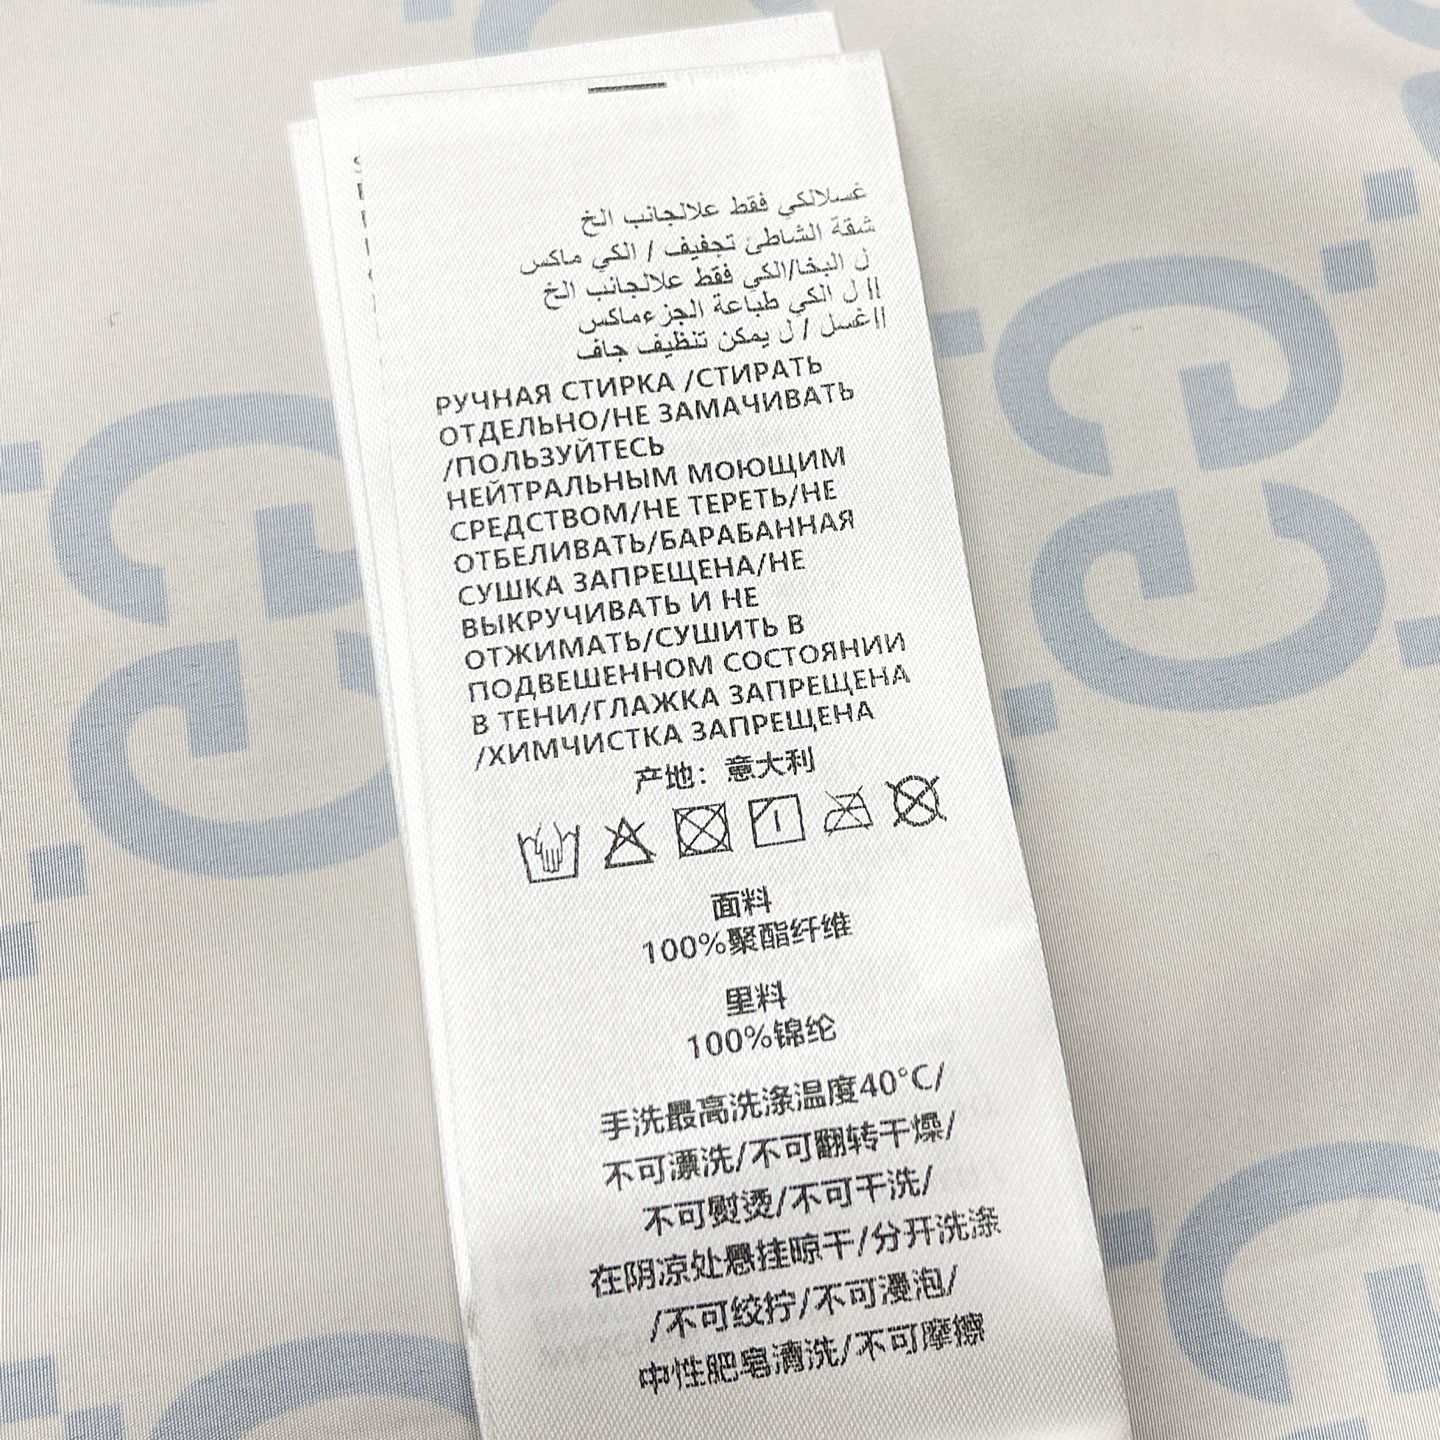 غسلالكي فقط علالجانب الخ
شقة الشاطئ تجفيف / الكي ماكس
ل البخا/الكي فقط علالجانب الخ
|| ل الكي طباعة الجزءماكس
||غسل / ل يمكن تنظيف جاف
РУЧНАЯ СТИРКА /СТИРАТЬ
ОТДЕЛЬНО/НЕ ЗАМАЧИВАТЬ
/ПОЛЬЗУЙТЕСЬ
НЕЙТРАЛЬНЫМ МОЮЩИМ
СРЕДСТВОМ/НЕ ТЕРЕТЬ/НЕ
ОТБЕЛИВАТЬ/БАРАБАННАЯ
СУШКА ЗАПРЕЩЕНА/НЕ
ВЫКРУЧИВАТЬ И НЕ
ОТЖИМАТЬ/СУШИТЬ В
ПОДВЕШЕННОМ СОСТОЯНИИ
В ТЕНИ/ГЛАЖКА ЗАПРЕЩЕНА
/ХИМЧИСТКА ЗАПРЕЩЕНА
产地：意大利
面料
100%聚酯纤维
里料
100%锦纶
手洗最高洗涤温度40°C/
不可漂洗/不可翻转干燥/
不可熨烫/不可干洗/
在阴凉处悬挂晾干/分开洗涤
/不可绞拧/不可浸泡/
中性肥皂清洗/不可摩擦